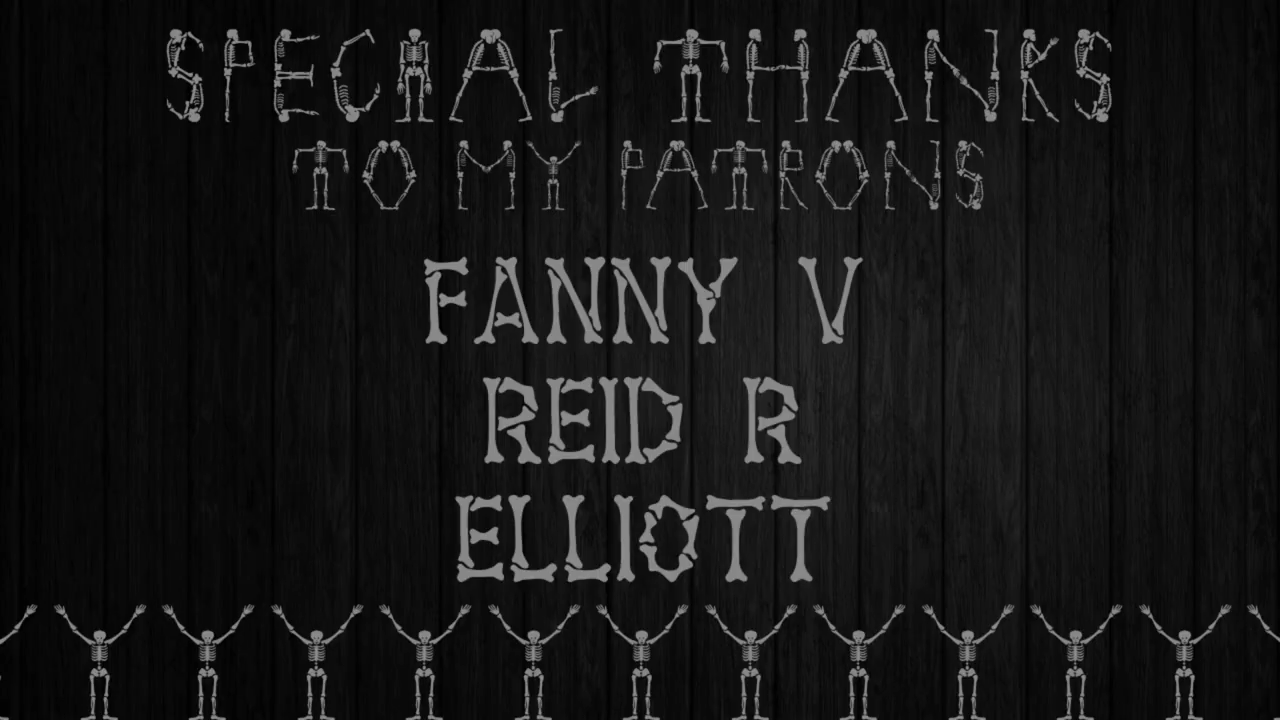 SPECIAL THANKS
TO MY PATRONS
FANNY V
REID R
ELLIOTT